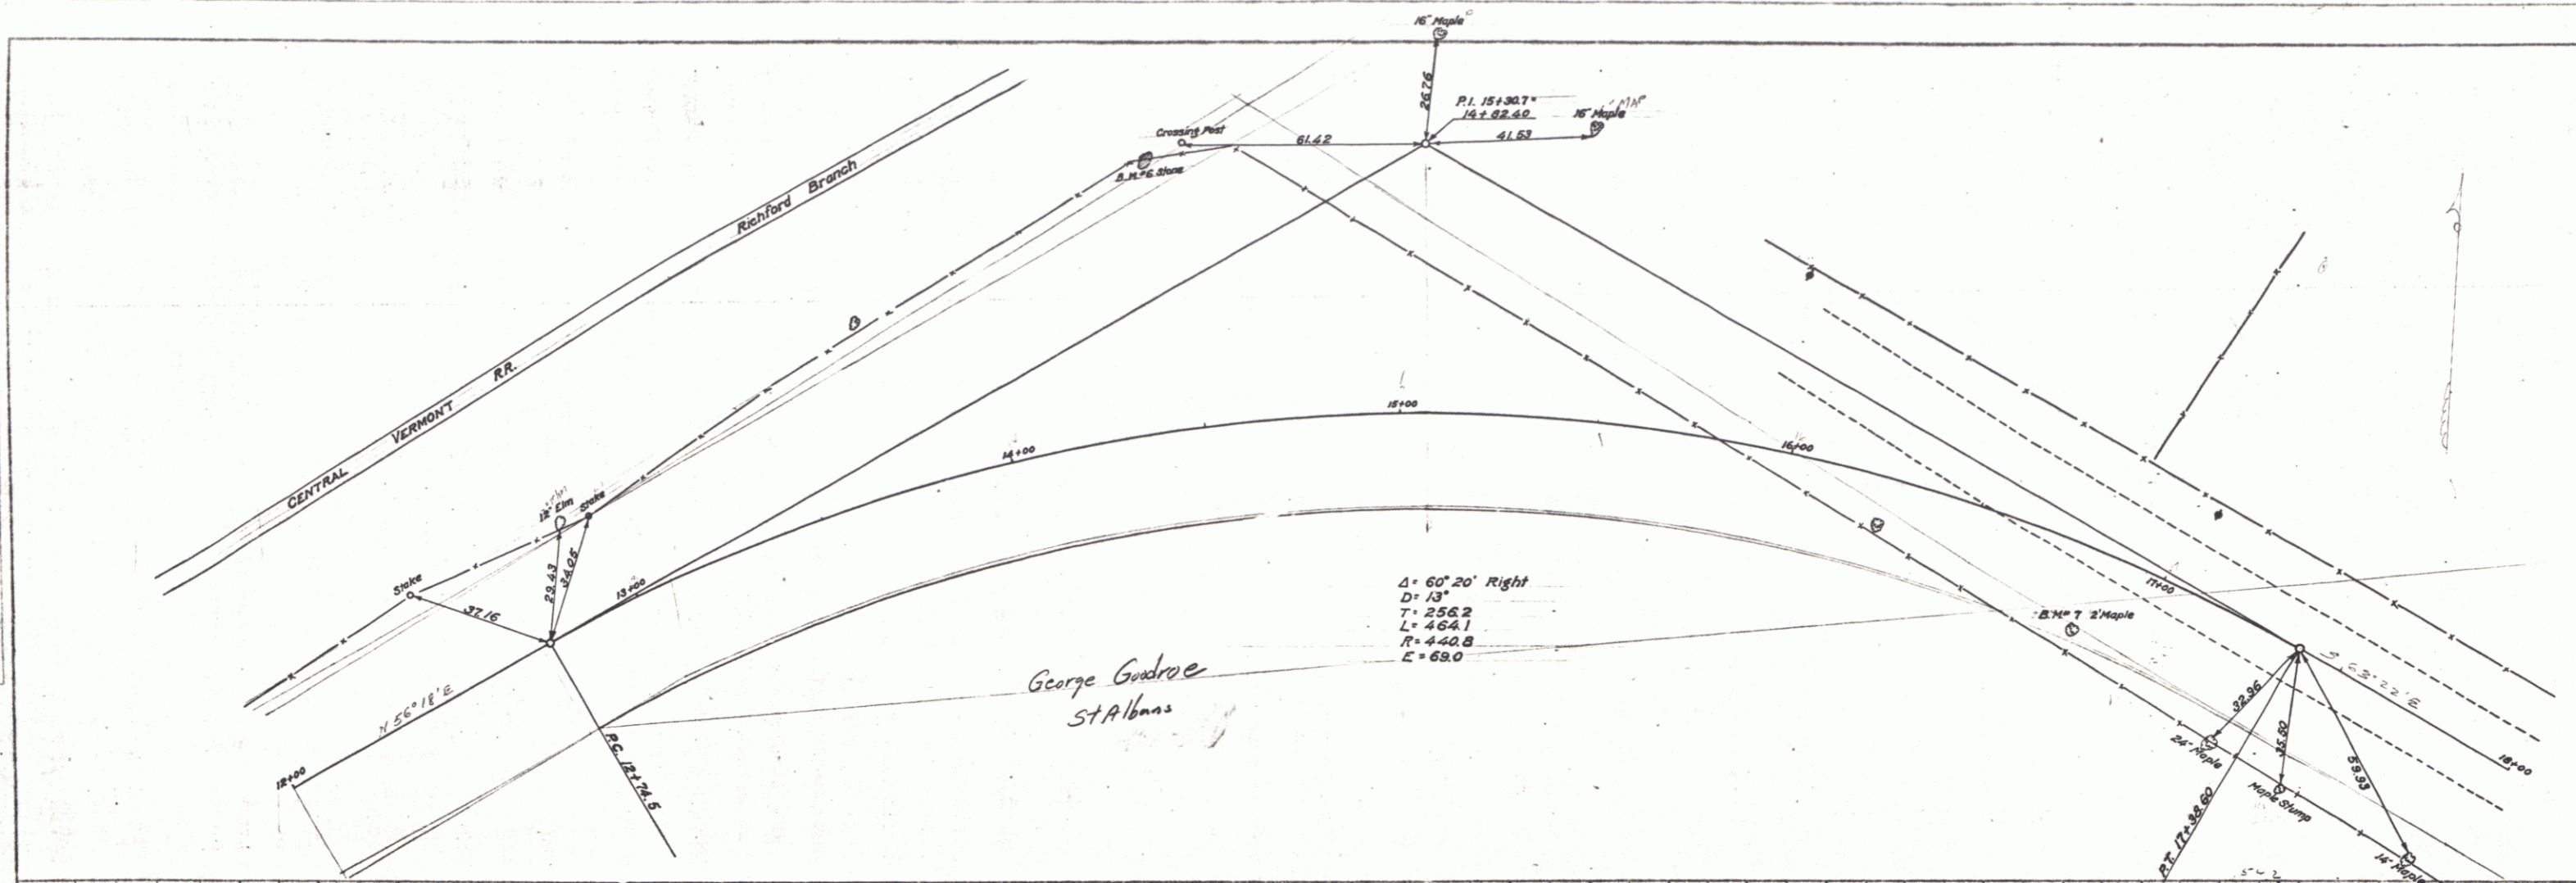 16" Maple
26.76
P.I. 15+30.7=
14+82.40
16" Maple
MAP
Crossing Post
61.42
41.53
B.M.#6 Stone
Richford Branch
CENTRAL VERMONT RR.
15+00
14+00
16+00
12" Elm
Stake
Stake
29.43
34.05
37.16
13+00
17+00
Δ= 60° 20' Right
D= 13°
T= 256.2
L= 464.1
R= 440.8
E= 69.0
B.M.# 7 2' Maple
George Goodroe
St Albans
N 56° 18' E
S 63° 22' E
12+00
P.C. 12+74.5
32.96
35.60
59.93
18+00
24" Maple
Maple Stump
14" Maple
P.T. 17+38.60